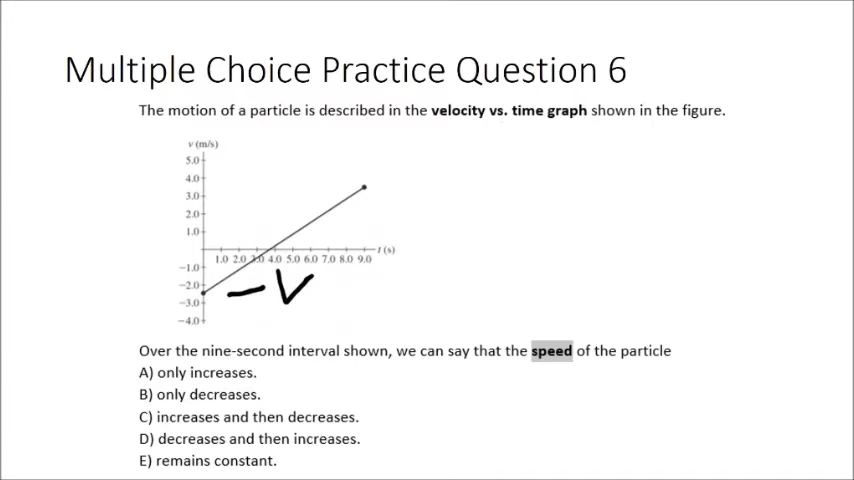 Multiple Choice Practice Question 6
The motion of a particle is described in the velocity vs. time graph shown in the figure.
v (m/s)
5.0
4.0
3.0
2.0
1.0
t (s)
1.0 2.0 3.0 4.0 5.0 6.0 7.0 8.0 9.0
−1.0
−2.0
−3.0
−4.0
− V
Over the nine-second interval shown, we can say that the speed of the particle
A) only increases.
B) only decreases.
C) increases and then decreases.
D) decreases and then increases.
E) remains constant.